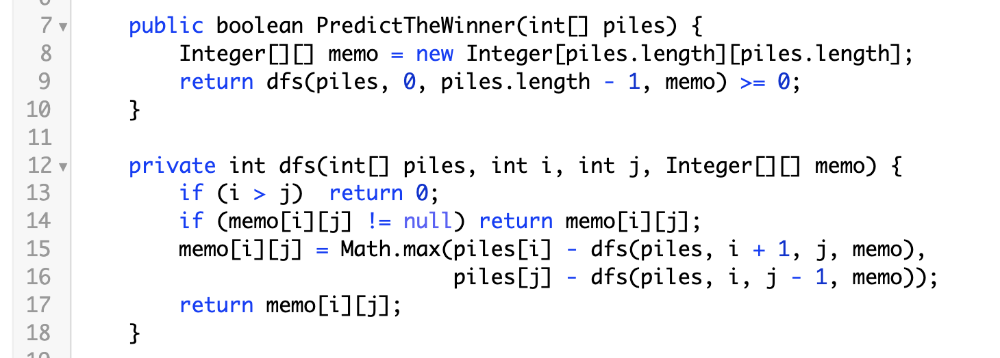 7 public boolean PredictTheWinner(int[] piles) {
8 Integer[][] memo = new Integer[piles.length][piles.length];
9 return dfs(piles, 0, piles.length - 1, memo) >= 0;
10 }
11
12 private int dfs(int[] piles, int i, int j, Integer[][] memo) {
13 if (i > j)  return 0;
14 if (memo[i][j] != null) return memo[i][j];
15 memo[i][j] = Math.max(piles[i] - dfs(piles, i + 1, j, memo),
16 piles[j] - dfs(piles, i, j - 1, memo));
17 return memo[i][j];
18 }